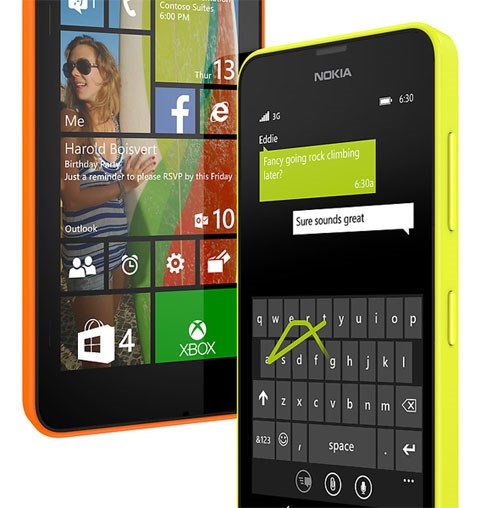 1
Contoso Suites
6:00 PM
Thur 13
Me
Harold Boisvert
Birthday Party
Just a reminder to please RSVP by this Friday
10
Outlook
4
XBOX
NOKIA
3G
6:30
Eddie
Fancy going rock climbing
later?
6:30a
Sure sounds great
q w e r t y u i o p
a s d f g h j k l
z x c v b n m
&123 , space .